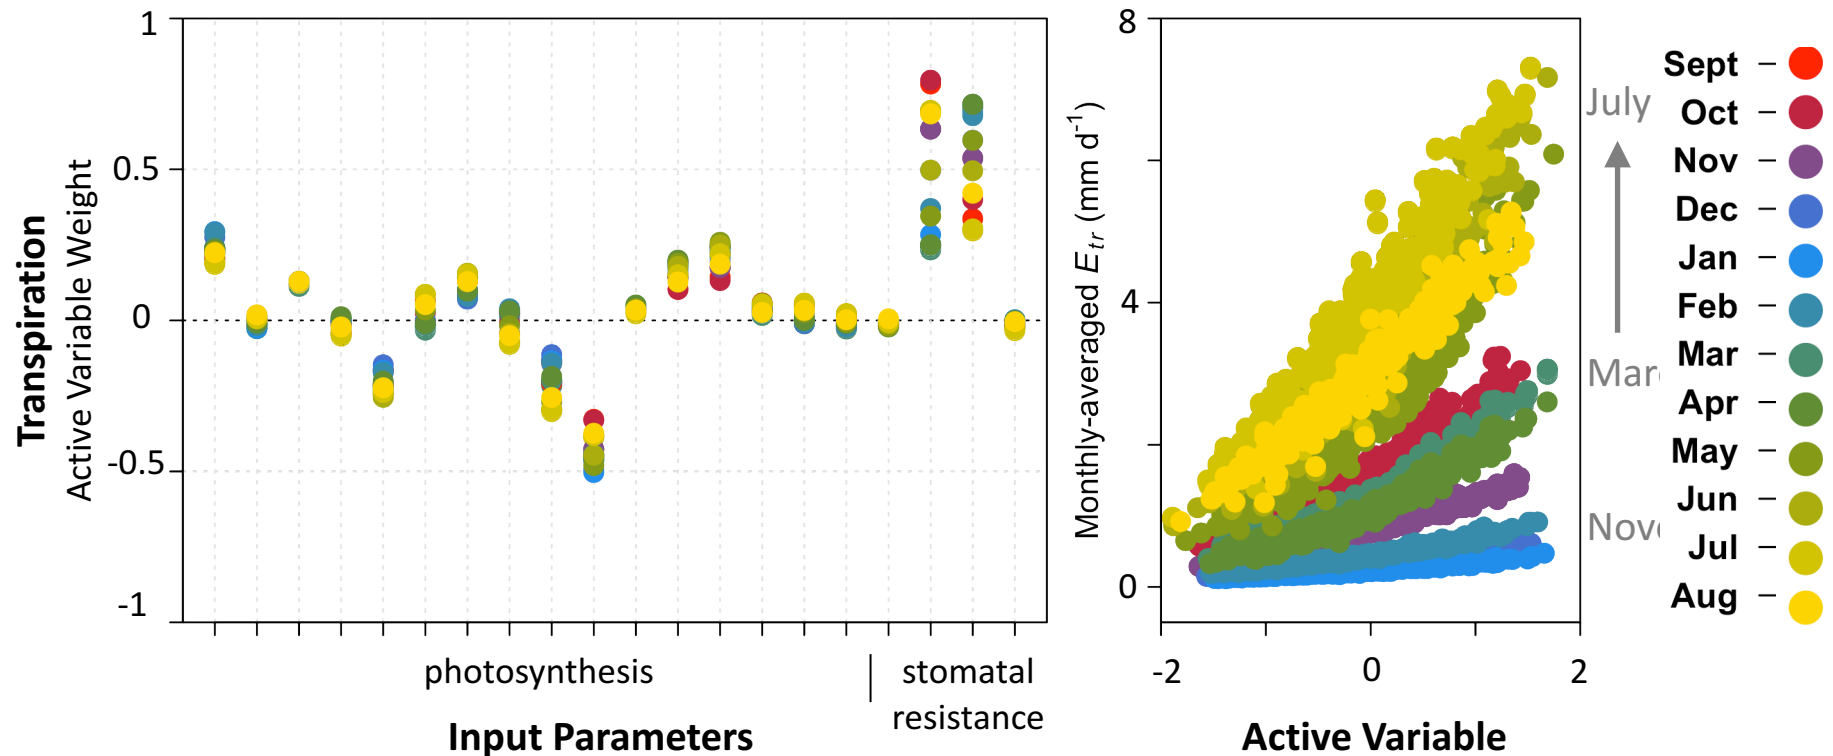 Transpiration
Active Variable Weight
1
0.5
0
-0.5
-1
photosynthesis
stomatal
resistance
Input Parameters
Monthly-averaged E tr (mm d-1)
8
4
0
-2
0
2
Active Variable
July
Mar
Nov
Sept
Oct
Nov
Dec
Jan
Feb
Mar
Apr
May
Jun
Jul
Aug